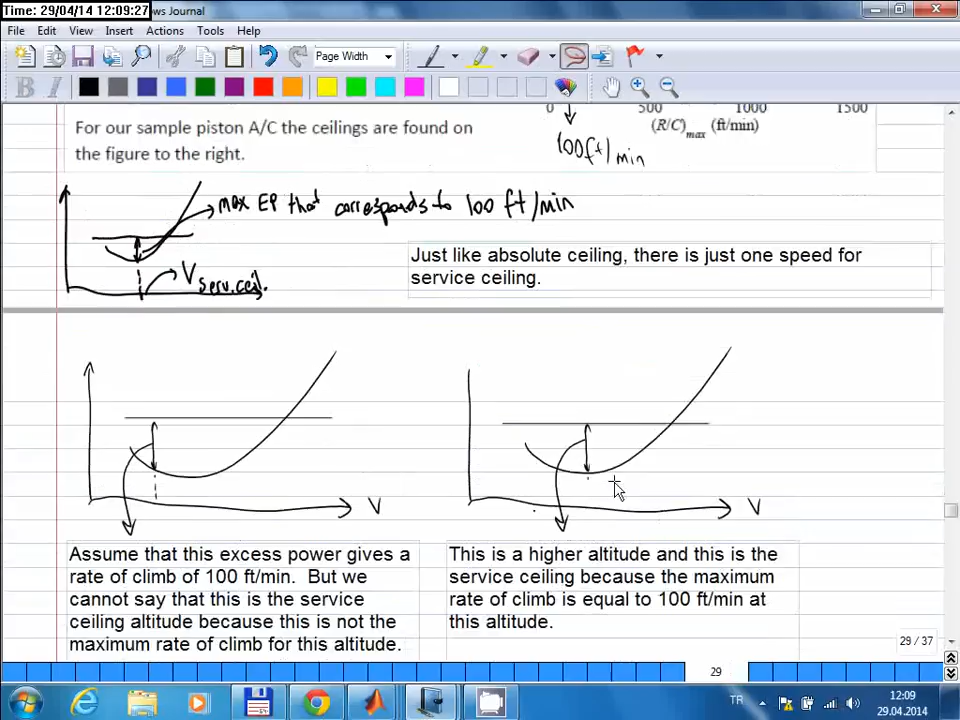 Time: 29/04/14 12:09:27
ows Journal
File Edit View Insert Actions Tools Help
Page Width
B I
0 500 1000 1500
For our sample piston A/C the ceilings are found on
the figure to the right.
(R/C)max (ft/min)
100ft/min
max EP that corresponds to 100 ft/min
Vserv.ceil.
Just like absolute ceiling, there is just one speed for
service ceiling.
V
V
Assume that this excess power gives a
rate of climb of 100 ft/min. But we
cannot say that this is the service
ceiling altitude because this is not the
maximum rate of climb for this altitude.
This is a higher altitude and this is the
service ceiling because the maximum
rate of climb is equal to 100 ft/min at
this altitude.
29 / 37
29
TR
12:09
29.04.2014